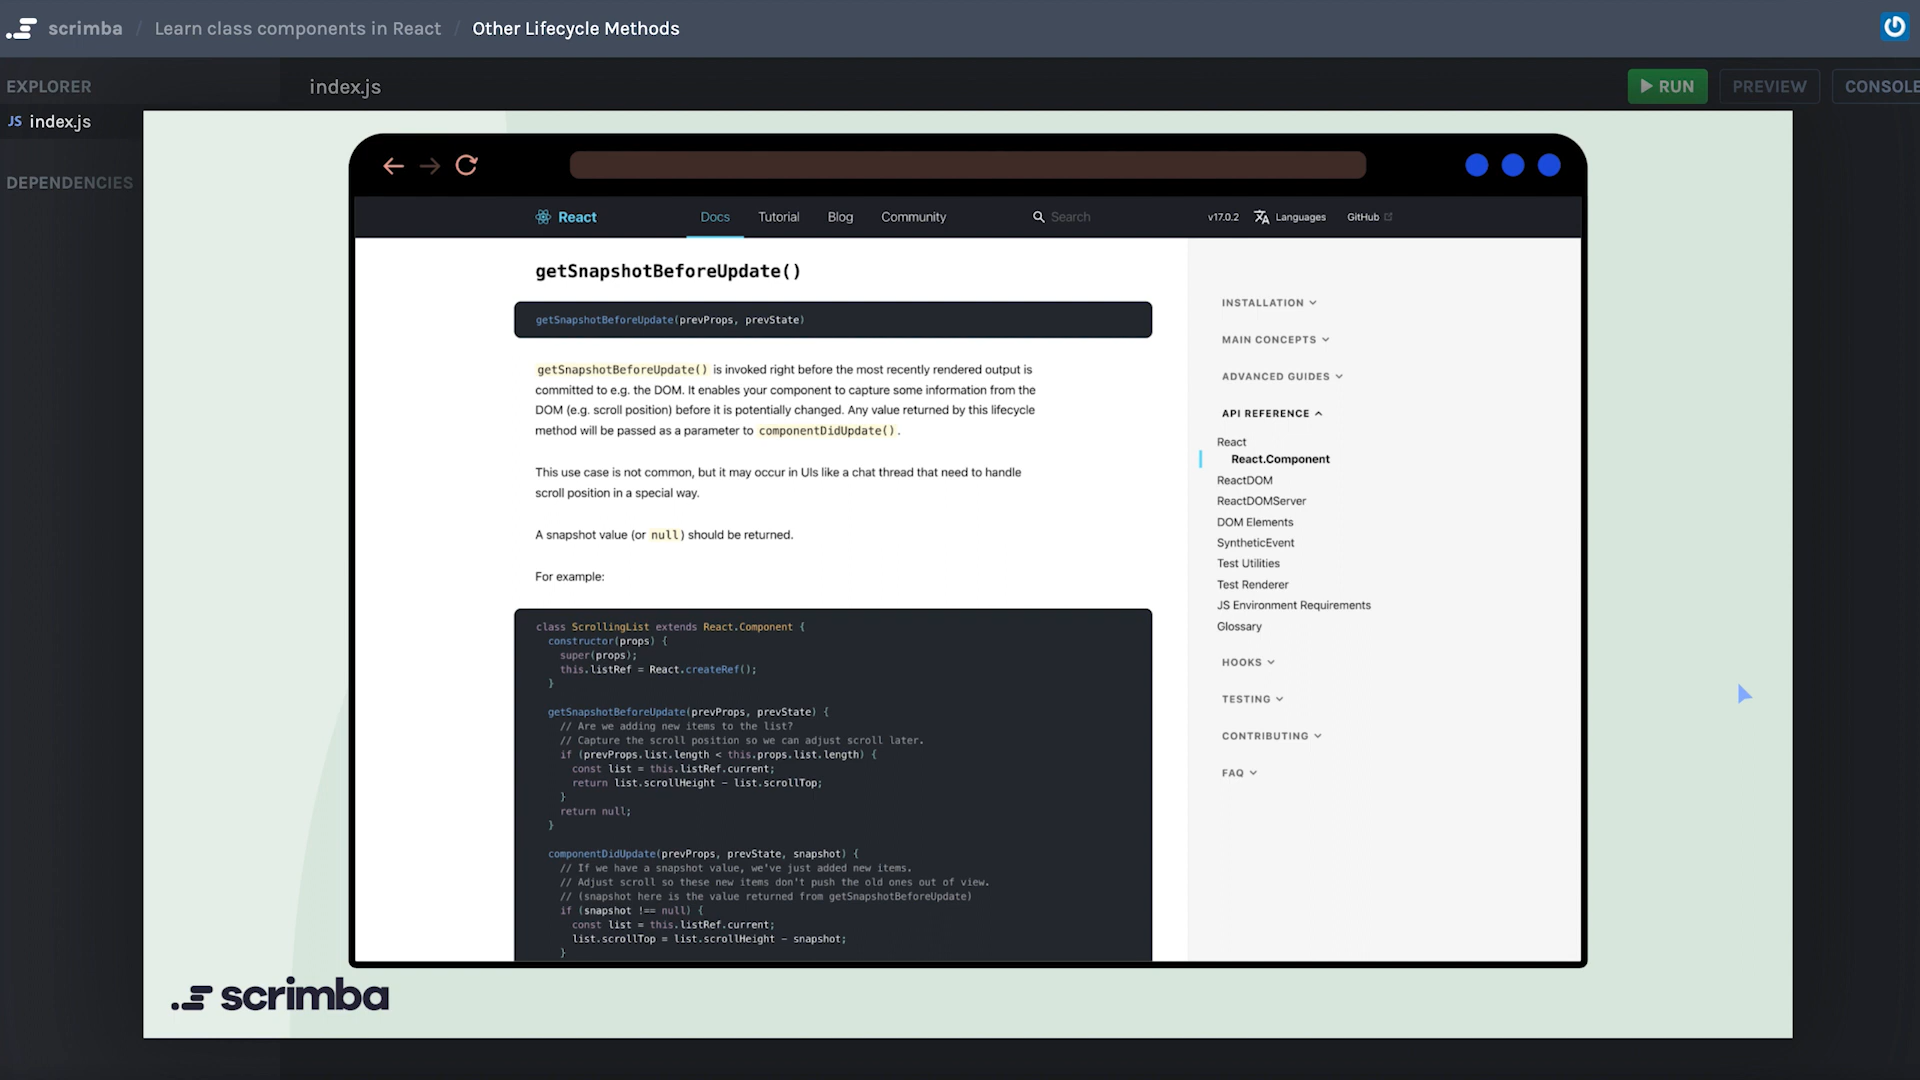 scrimba / Learn class components in React / Other Lifecycle Methods
EXPLORER
index.js
RUN
PREVIEW
CONSOLE
JS index.js
DEPENDENCIES
React
Docs
Tutorial
Blog
Community
Search
v17.0.2
Languages
GitHub
getSnapshotBeforeUpdate()
getSnapshotBeforeUpdate(prevProps, prevState)
getSnapshotBeforeUpdate() is invoked right before the most recently rendered output is
committed to e.g. the DOM. It enables your component to capture some information from the
DOM (e.g. scroll position) before it is potentially changed. Any value returned by this lifecycle
method will be passed as a parameter to componentDidUpdate().
This use case is not common, but it may occur in UIs like a chat thread that need to handle
scroll position in a special way.
A snapshot value (or null) should be returned.
For example:
class ScrollingList extends React.Component {
constructor(props) {
super(props);
this.listRef = React.createRef();
}
getSnapshotBeforeUpdate(prevProps, prevState) {
// Are we adding new items to the list?
// Capture the scroll position so we can adjust scroll later.
if (prevProps.list.length < this.props.list.length) {
const list = this.listRef.current;
return list.scrollHeight - list.scrollTop;
}
return null;
}
componentDidUpdate(prevProps, prevState, snapshot) {
// If we have a snapshot value, we've just added new items.
// Adjust scroll so these new items don't push the old ones out of view.
// (snapshot here is the value returned from getSnapshotBeforeUpdate)
if (snapshot !== null) {
const list = this.listRef.current;
list.scrollTop = list.scrollHeight - snapshot;
}
INSTALLATION
MAIN CONCEPTS
ADVANCED GUIDES
API REFERENCE
React
React.Component
ReactDOM
ReactDOMServer
DOM Elements
SyntheticEvent
Test Utilities
Test Renderer
JS Environment Requirements
Glossary
HOOKS
TESTING
CONTRIBUTING
FAQ
scrimba